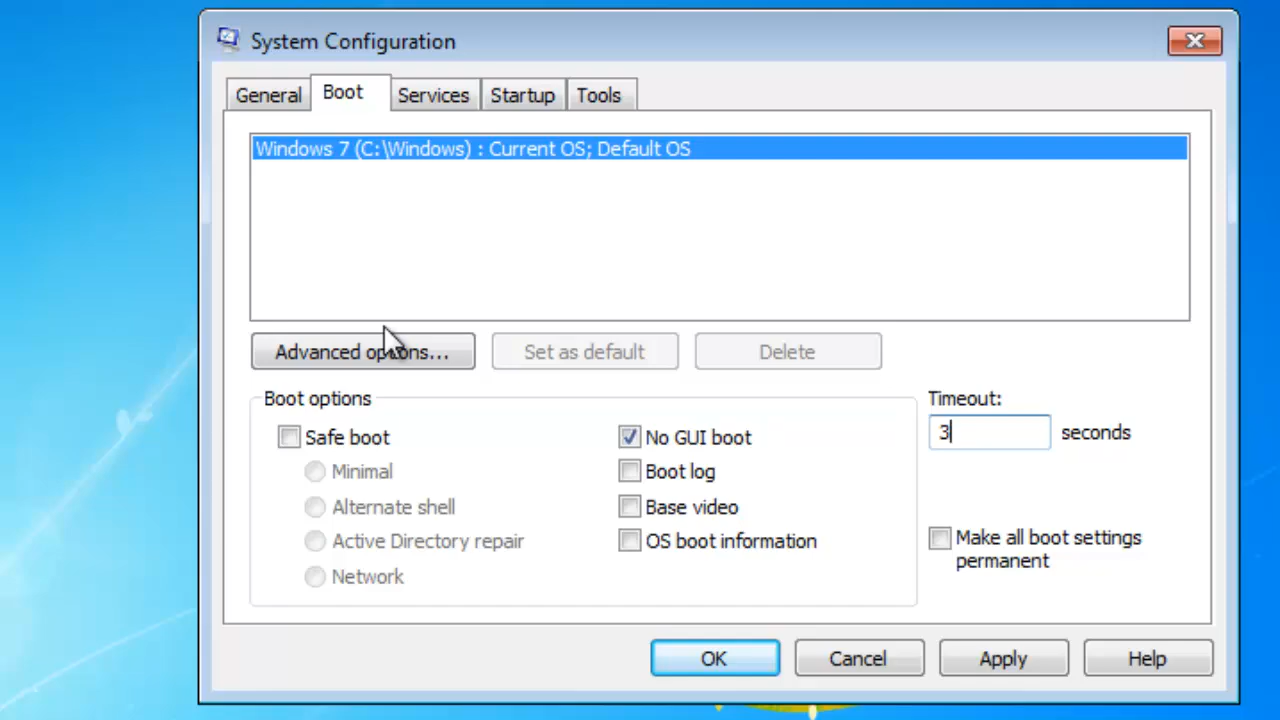 System Configuration
General Boot Services Startup Tools
Windows 7 (C:\Windows) : Current OS; Default OS
Advanced options... Set as default Delete
Boot options
Timeout:
Safe boot No GUI boot
3 seconds
Minimal Boot log
Alternate shell Base video
Active Directory repair OS boot information
Make all boot settings
permanent
Network
OK Cancel Apply Help